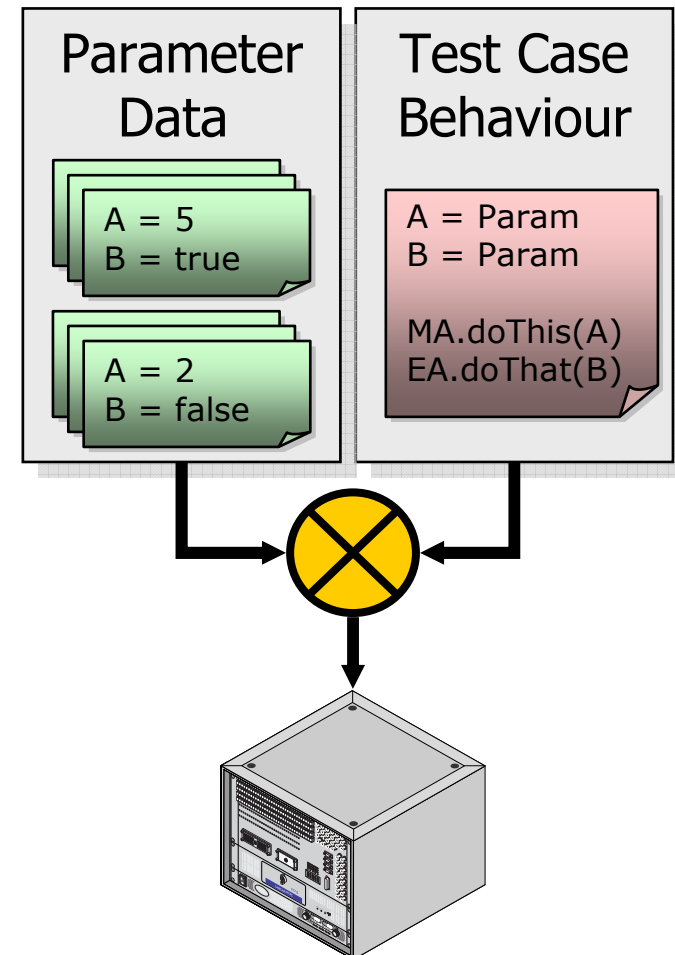 Parameter
Data
A = 5
B = true
A = 2
B = false
Test Case
Behaviour
A = Param
B = Param
MA.doThis(A)
EA.doThat(B)